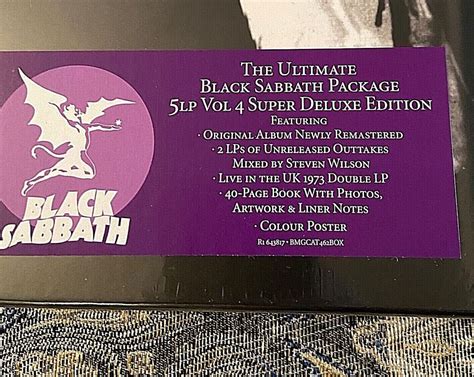 The Ultimate
Black Sabbath Package
5LP Vol 4 Super Deluxe Edition
Featuring
· Original Album Newly Remastered
· 2 LPs of Unreleased Outtakes
Mixed by Steven Wilson
· Live in the UK 1973 Double LP
· 40-Page Book With Photos,
Artwork & Liner Notes
· Colour Poster
R1 643817 · BMGCAT462BOX
BLACK
SABBATH